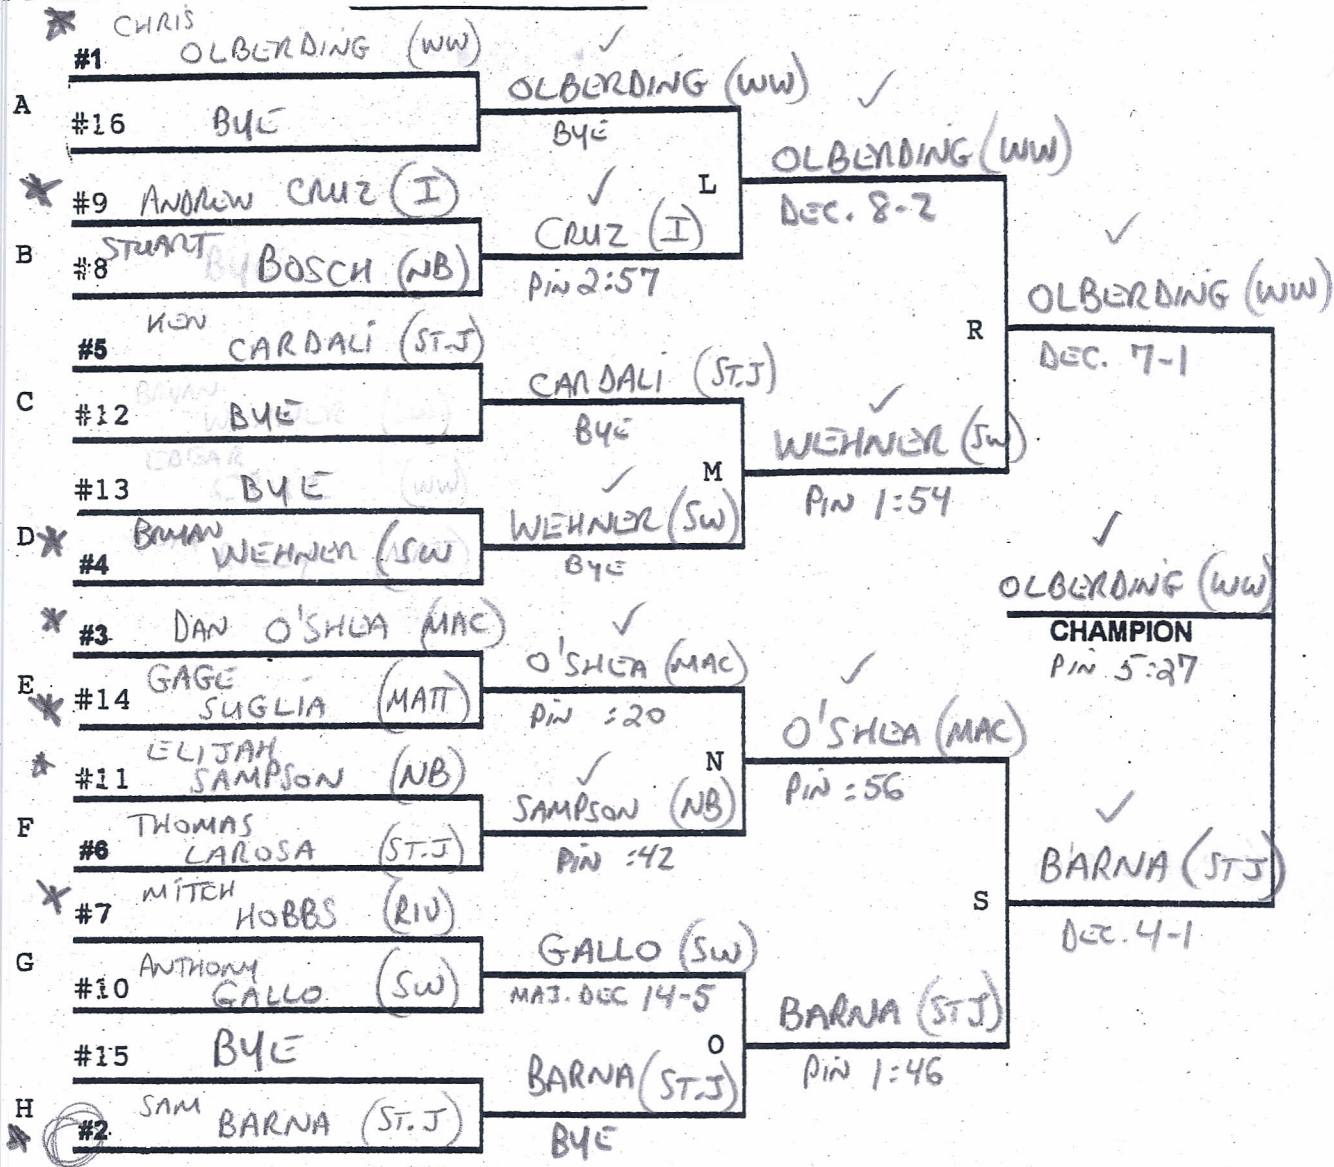 CHRIS
#1 OLBERDING (WW)
A
#16 BYE
#9 ANDREW CRUZ (I)
B
STUART
#8 BOSCH (NB)
KEN
#5 CARDALI (ST.J)
C
#12 BYE
#13 BYE
D
BRYAN
#4 WEHNER (SW
#3 DAN O'SHEA (MAC)
E
GAGE
#14 SUGLIA (MATT)
ELIJAH
#11 SAMPSON (NB)
F
THOMAS
#6 LAROSA (ST.J)
MITCH
#7 HOBBS (RIV)
G
ANTHONY
#10 GALLO (SW)
#15 BYE
H
SAM
#2 BARNA (ST.J)
OLBERDING (WW)
BYE
L
CRUZ (I)
PIN 2:57
CARDALI (ST.J)
BYE
M
WEHNER (SW)
BYE
O'SHEA (MAC)
PIN :20
N
SAMPSON (NB)
PIN :42
GALLO (SW)
MAJ. DEC 14-5
O
BARNA (ST.J)
BYE
OLBERDING (WW)
DEC. 8-2
R
WEHNER (SW)
PIN 1:54
O'SHEA (MAC)
PIN :56
S
BARNA (STJ)
PIN 1:46
OLBERDING (WW)
DEC. 7-1
BARNA (STJ)
DEC. 4-1
OLBERDING (WW)
CHAMPION
PIN 5:27